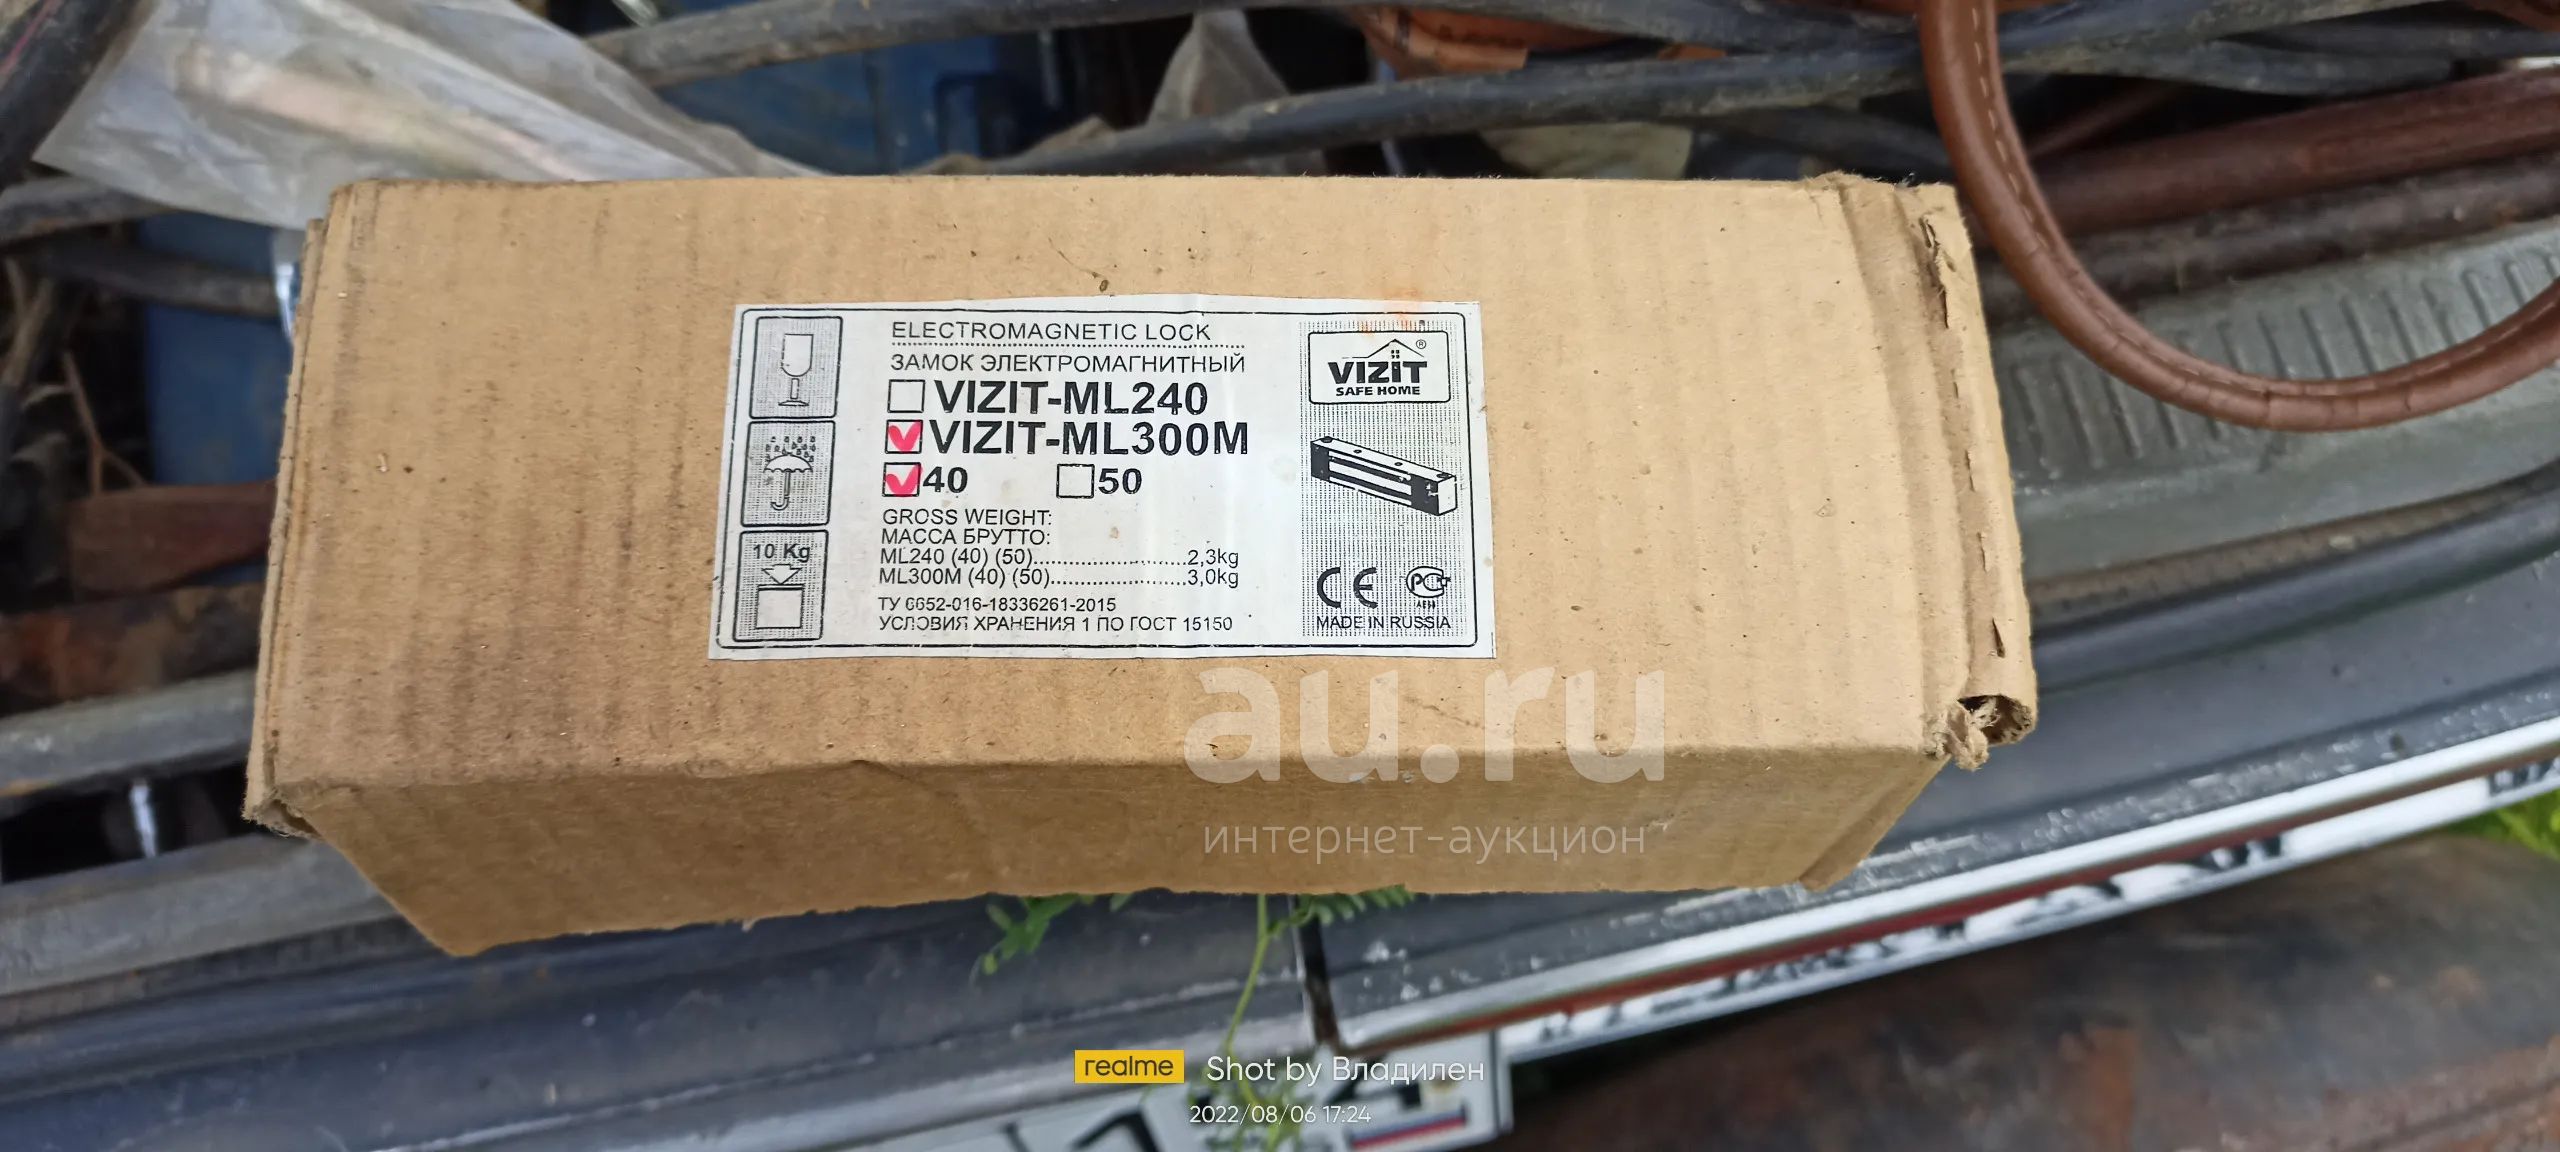 ELECTROMAGNETIC LOCK
ЗАМОК ЭЛЕКТРОМАГНИТНЫЙ
VIZIT-ML240
VIZIT-ML300M
40 50
GROSS WEIGHT:
МАССА БРУТТО:
ML240 (40) (50)........................2,3kg
ML300M (40) (50)......................3,0kg
ТУ 6652-016-18336261-2015
УСЛОВИЯ ХРАНЕНИЯ 1 ПО ГОСТ 15150
10 Kg
VIZIT®
SAFE HOME
CE PC
MADE IN RUSSIA
au.ru
интернет-аукцион
realme Shot by Владилен
2022/08/06 17:24